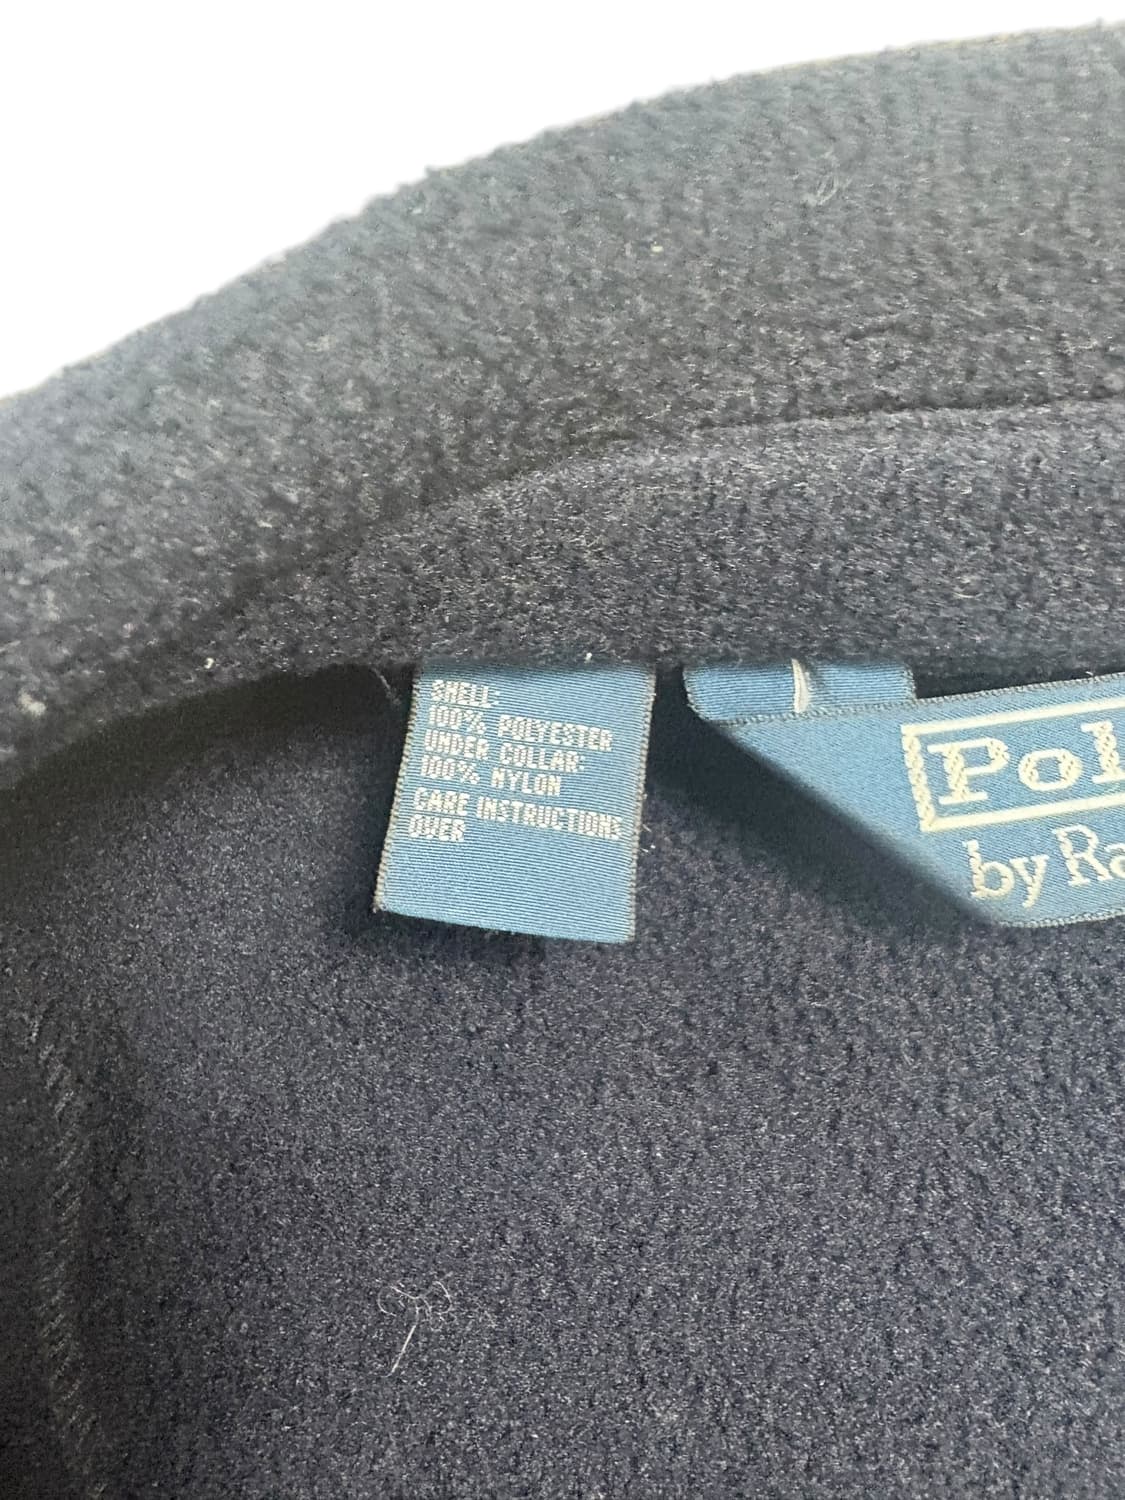 SHELL:
100% POLYESTER
UNDER COLLAR:
100% NYLON
CARE INSTRUCTIONS
OVER
Pol
by Ra